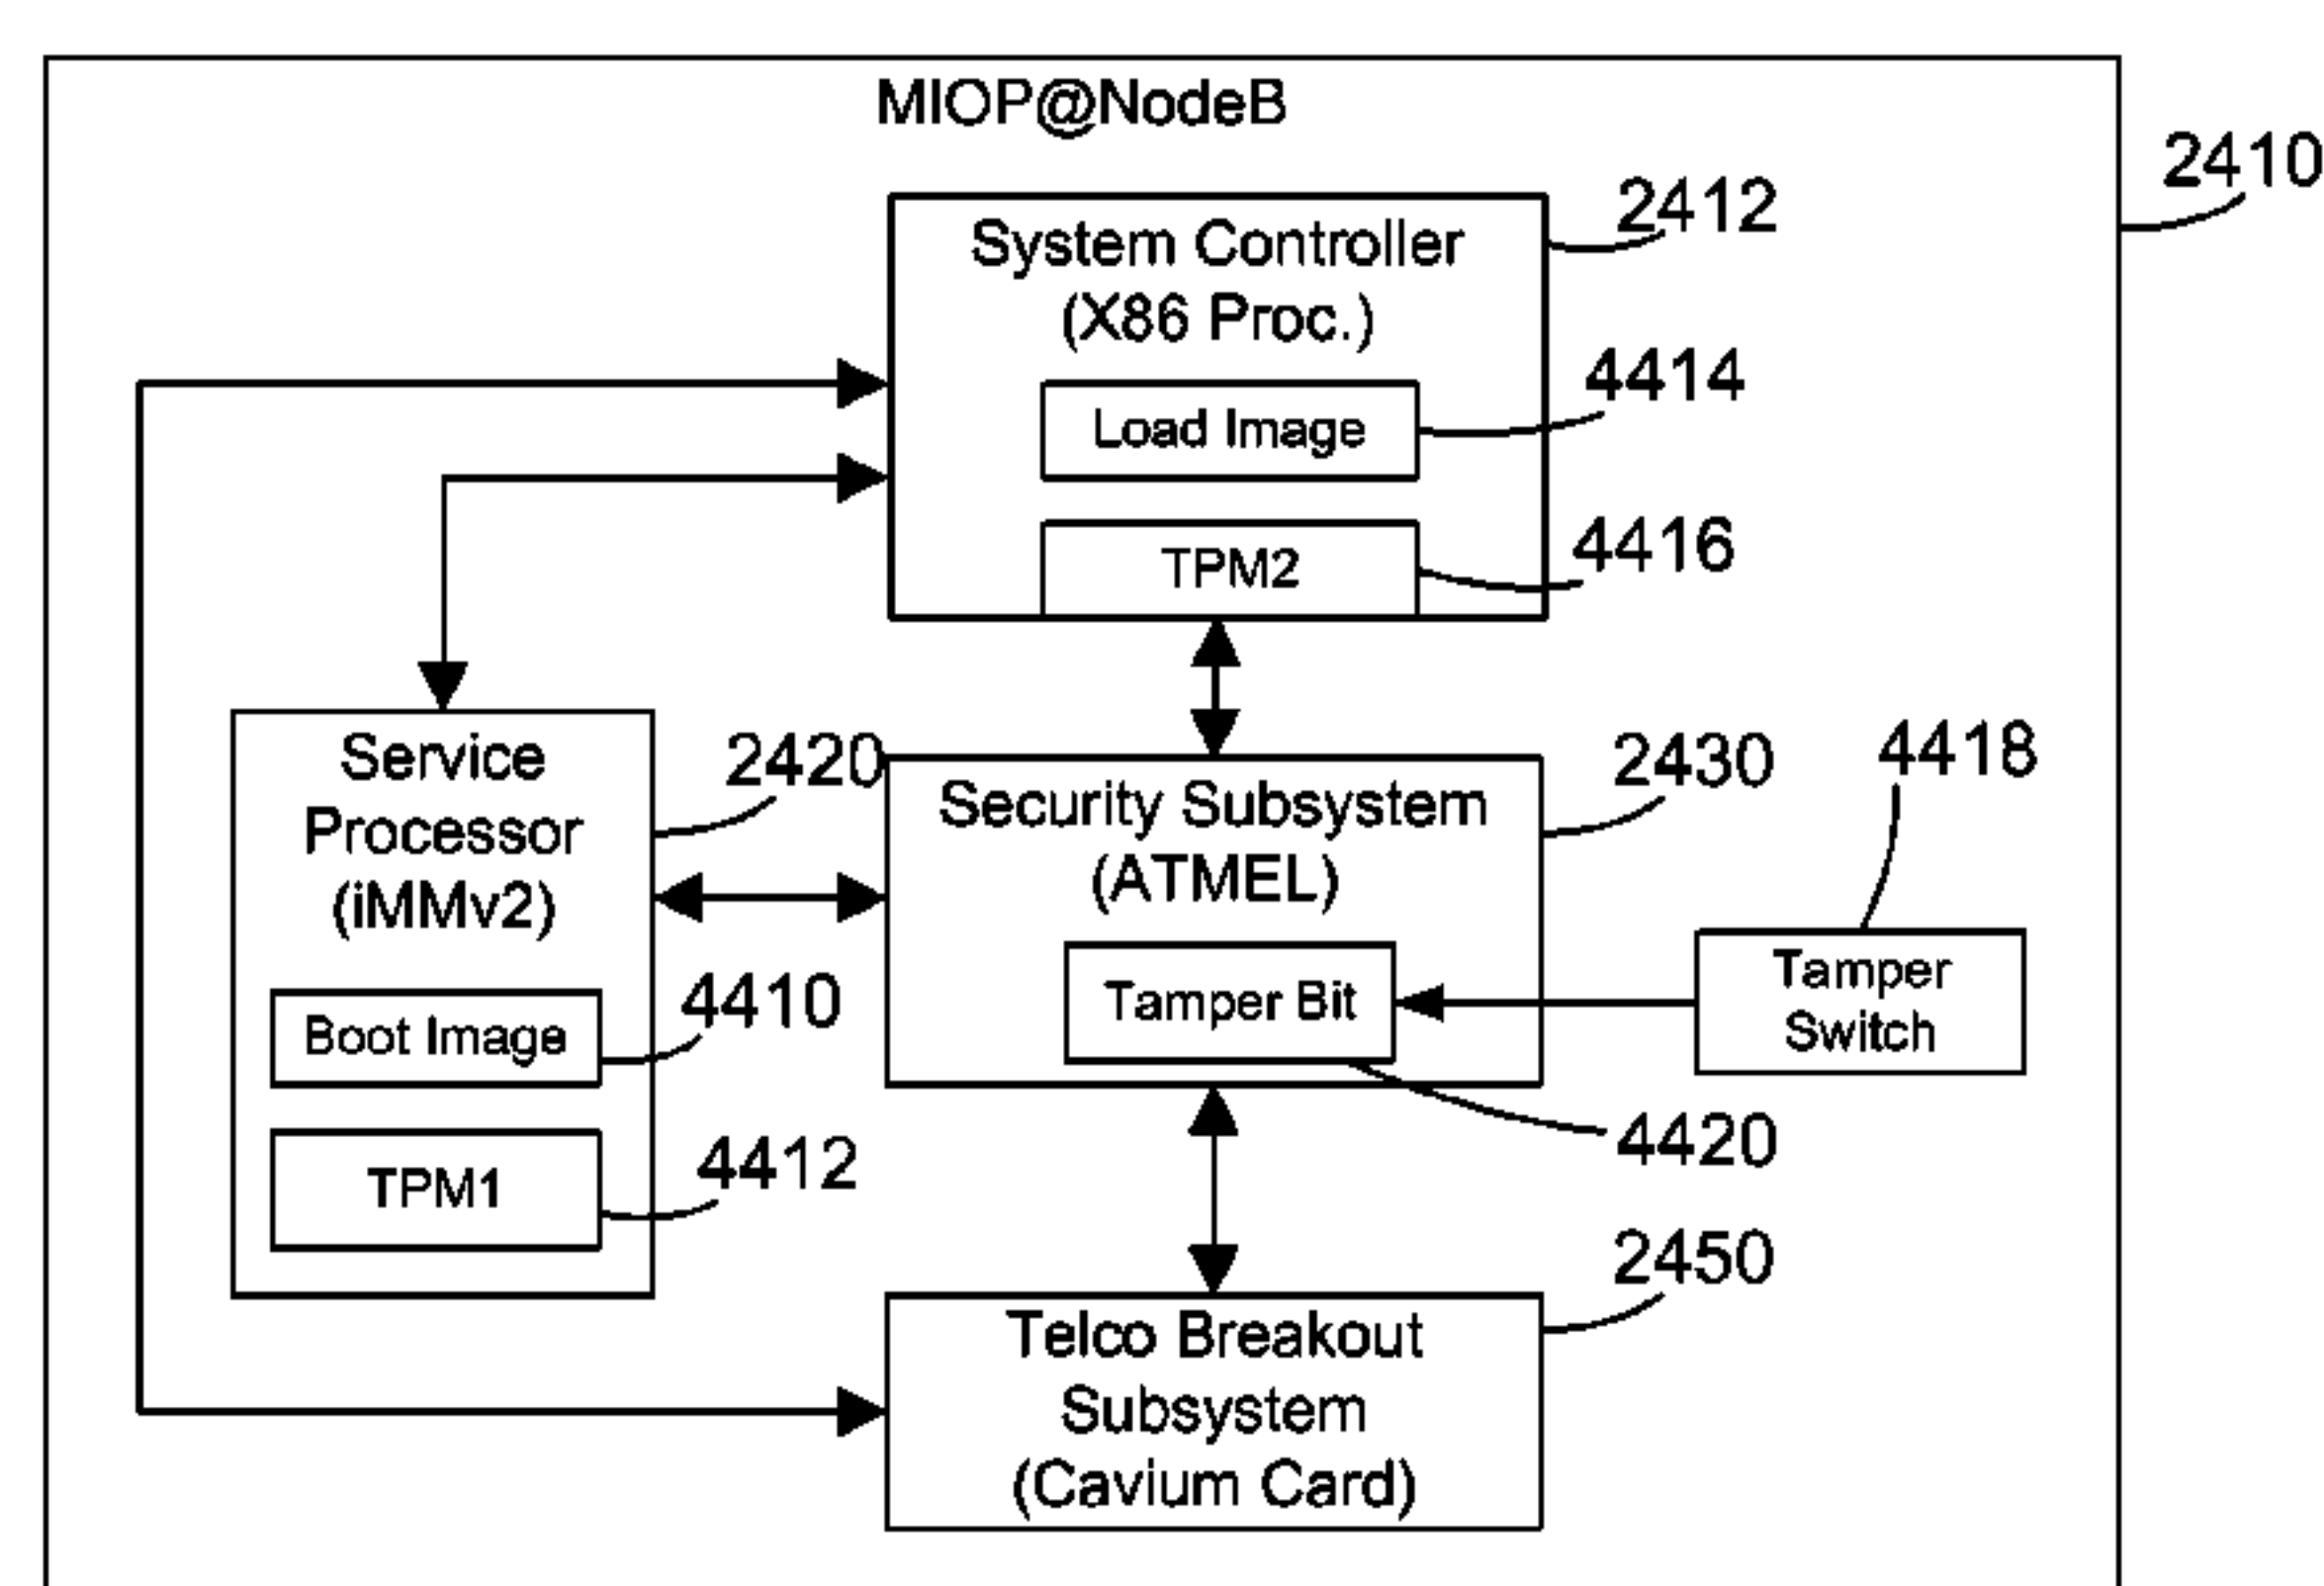 MIOP@NodeB
2410
System Controller
(X86 Proc.)
2412
Load Image
4414
TPM2
4416
Service
Processor
(iMMv2)
2420
Boot Image
4410
TPM1
4412
Security Subsystem
(ATMEL)
2430
Tamper Bit
4420
Tamper
Switch
4418
Telco Breakout
Subsystem
(Cavium Card)
2450